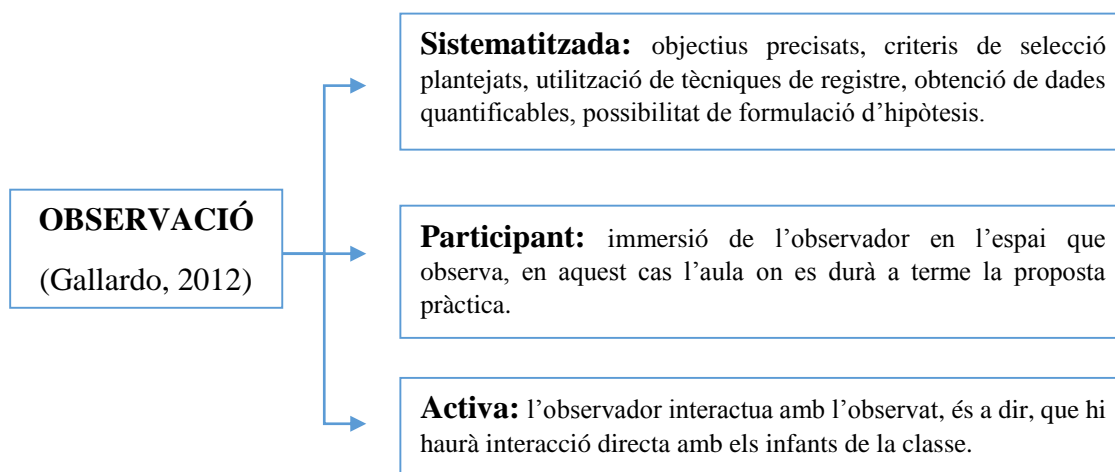 Sistematitzada: objectius precisats, criteris de selecció
plantejats, utilització de tècniques de registre, obtenció de dades
quantificables, possibilitat de formulació d’hipòtesis.
OBSERVACIÓ
(Gallardo, 2012)
Participant: immersió de l’observador en l’espai que
observa, en aquest cas l’aula on es durà a terme la proposta
pràctica.
Activa: l’observador interactua amb l’observat, és a dir, que hi
haurà interacció directa amb els infants de la classe.